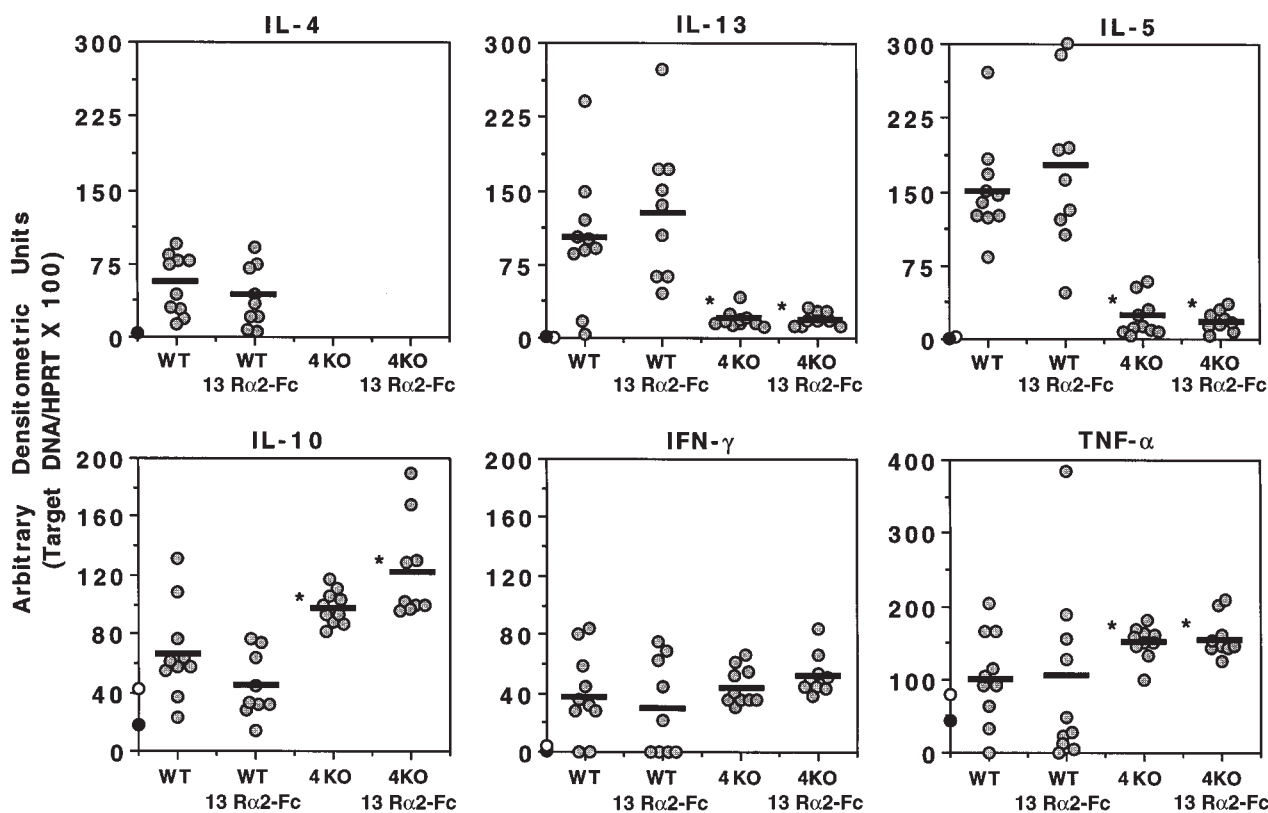 Arbitrary Densitometric Units
(Target DNA/HPRT X 100)
IL-4
300
225
150
75
0
WT
WT
13 Rα2-Fc
4KO
4KO
13 Rα2-Fc
IL-13
300
225
150
75
0
*
*
WT
WT
13 Rα2-Fc
4KO
4KO
13 Rα2-Fc
IL-5
300
225
150
75
0
*
*
WT
WT
13 Rα2-Fc
4KO
4KO
13 Rα2-Fc
IL-10
200
160
120
80
40
0
*
*
WT
WT
13 Rα2-Fc
4KO
4KO
13 Rα2-Fc
IFN-γ
200
160
120
80
40
0
WT
WT
13 Rα2-Fc
4KO
4KO
13 Rα2-Fc
TNF-α
400
300
200
100
0
*
*
WT
WT
13 Rα2-Fc
4KO
4KO
13 Rα2-Fc